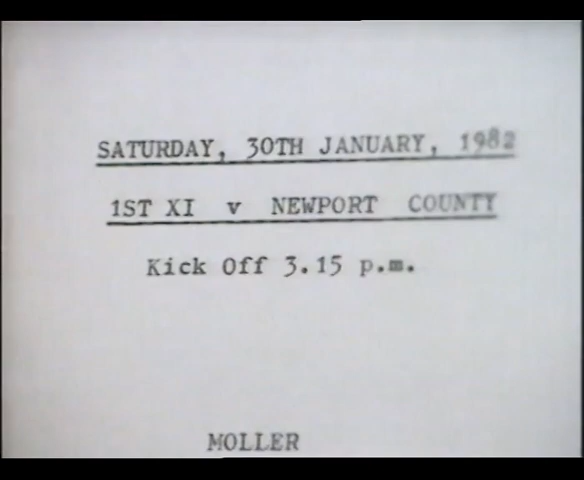 SATURDAY, 30TH JANUARY, 1982
1ST XI v NEWPORT COUNTY
Kick Off 3.15 p.m.
MOLLER